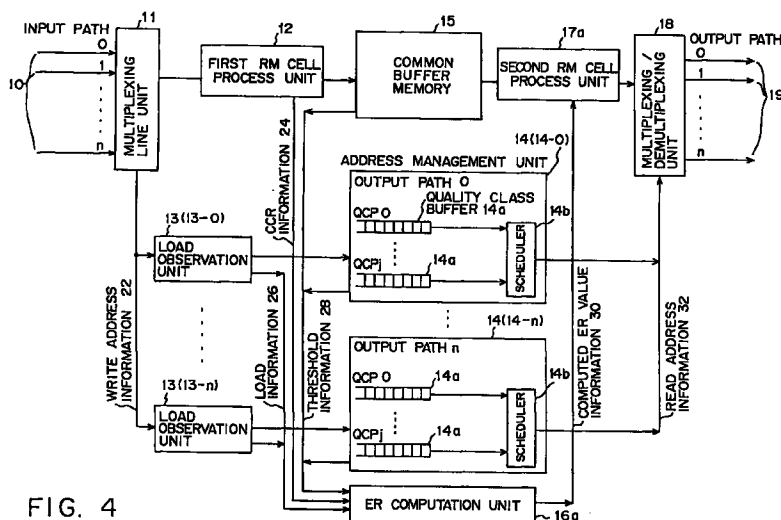 INPUT PATH
10
0
1
n
11
MULTIPLEXING
LINE UNIT
12
FIRST RM CELL
PROCESS UNIT
15
COMMON
BUFFER
MEMORY
17a
SECOND RM CELL
PROCESS UNIT
18
MULTIPLEXING/
DEMULTIPLEXING
UNIT
OUTPUT PATH
0
1
n
19
WRITE ADDRESS
INFORMATION 22
13(13-0)
LOAD
OBSERVATION
UNIT
13(13-n)
LOAD
OBSERVATION
UNIT
LOAD
INFORMATION 26
CCR
INFORMATION 24
THRESHOLD
INFORMATION 28
ADDRESS MANAGEMENT UNIT
14(14-0)
OUTPUT PATH 0
QUALITY CLASS
BUFFER 14a
QCP 0
QCPj
14a
SCHEDULER
14b
14(14-n)
OUTPUT PATH n
QCP 0
14a
QCPj
14a
SCHEDULER
14b
COMPUTED ER VALUE
INFORMATION 30
READ ADDRESS
INFORMATION 32
ER COMPUTATION UNIT
16a
FIG. 4